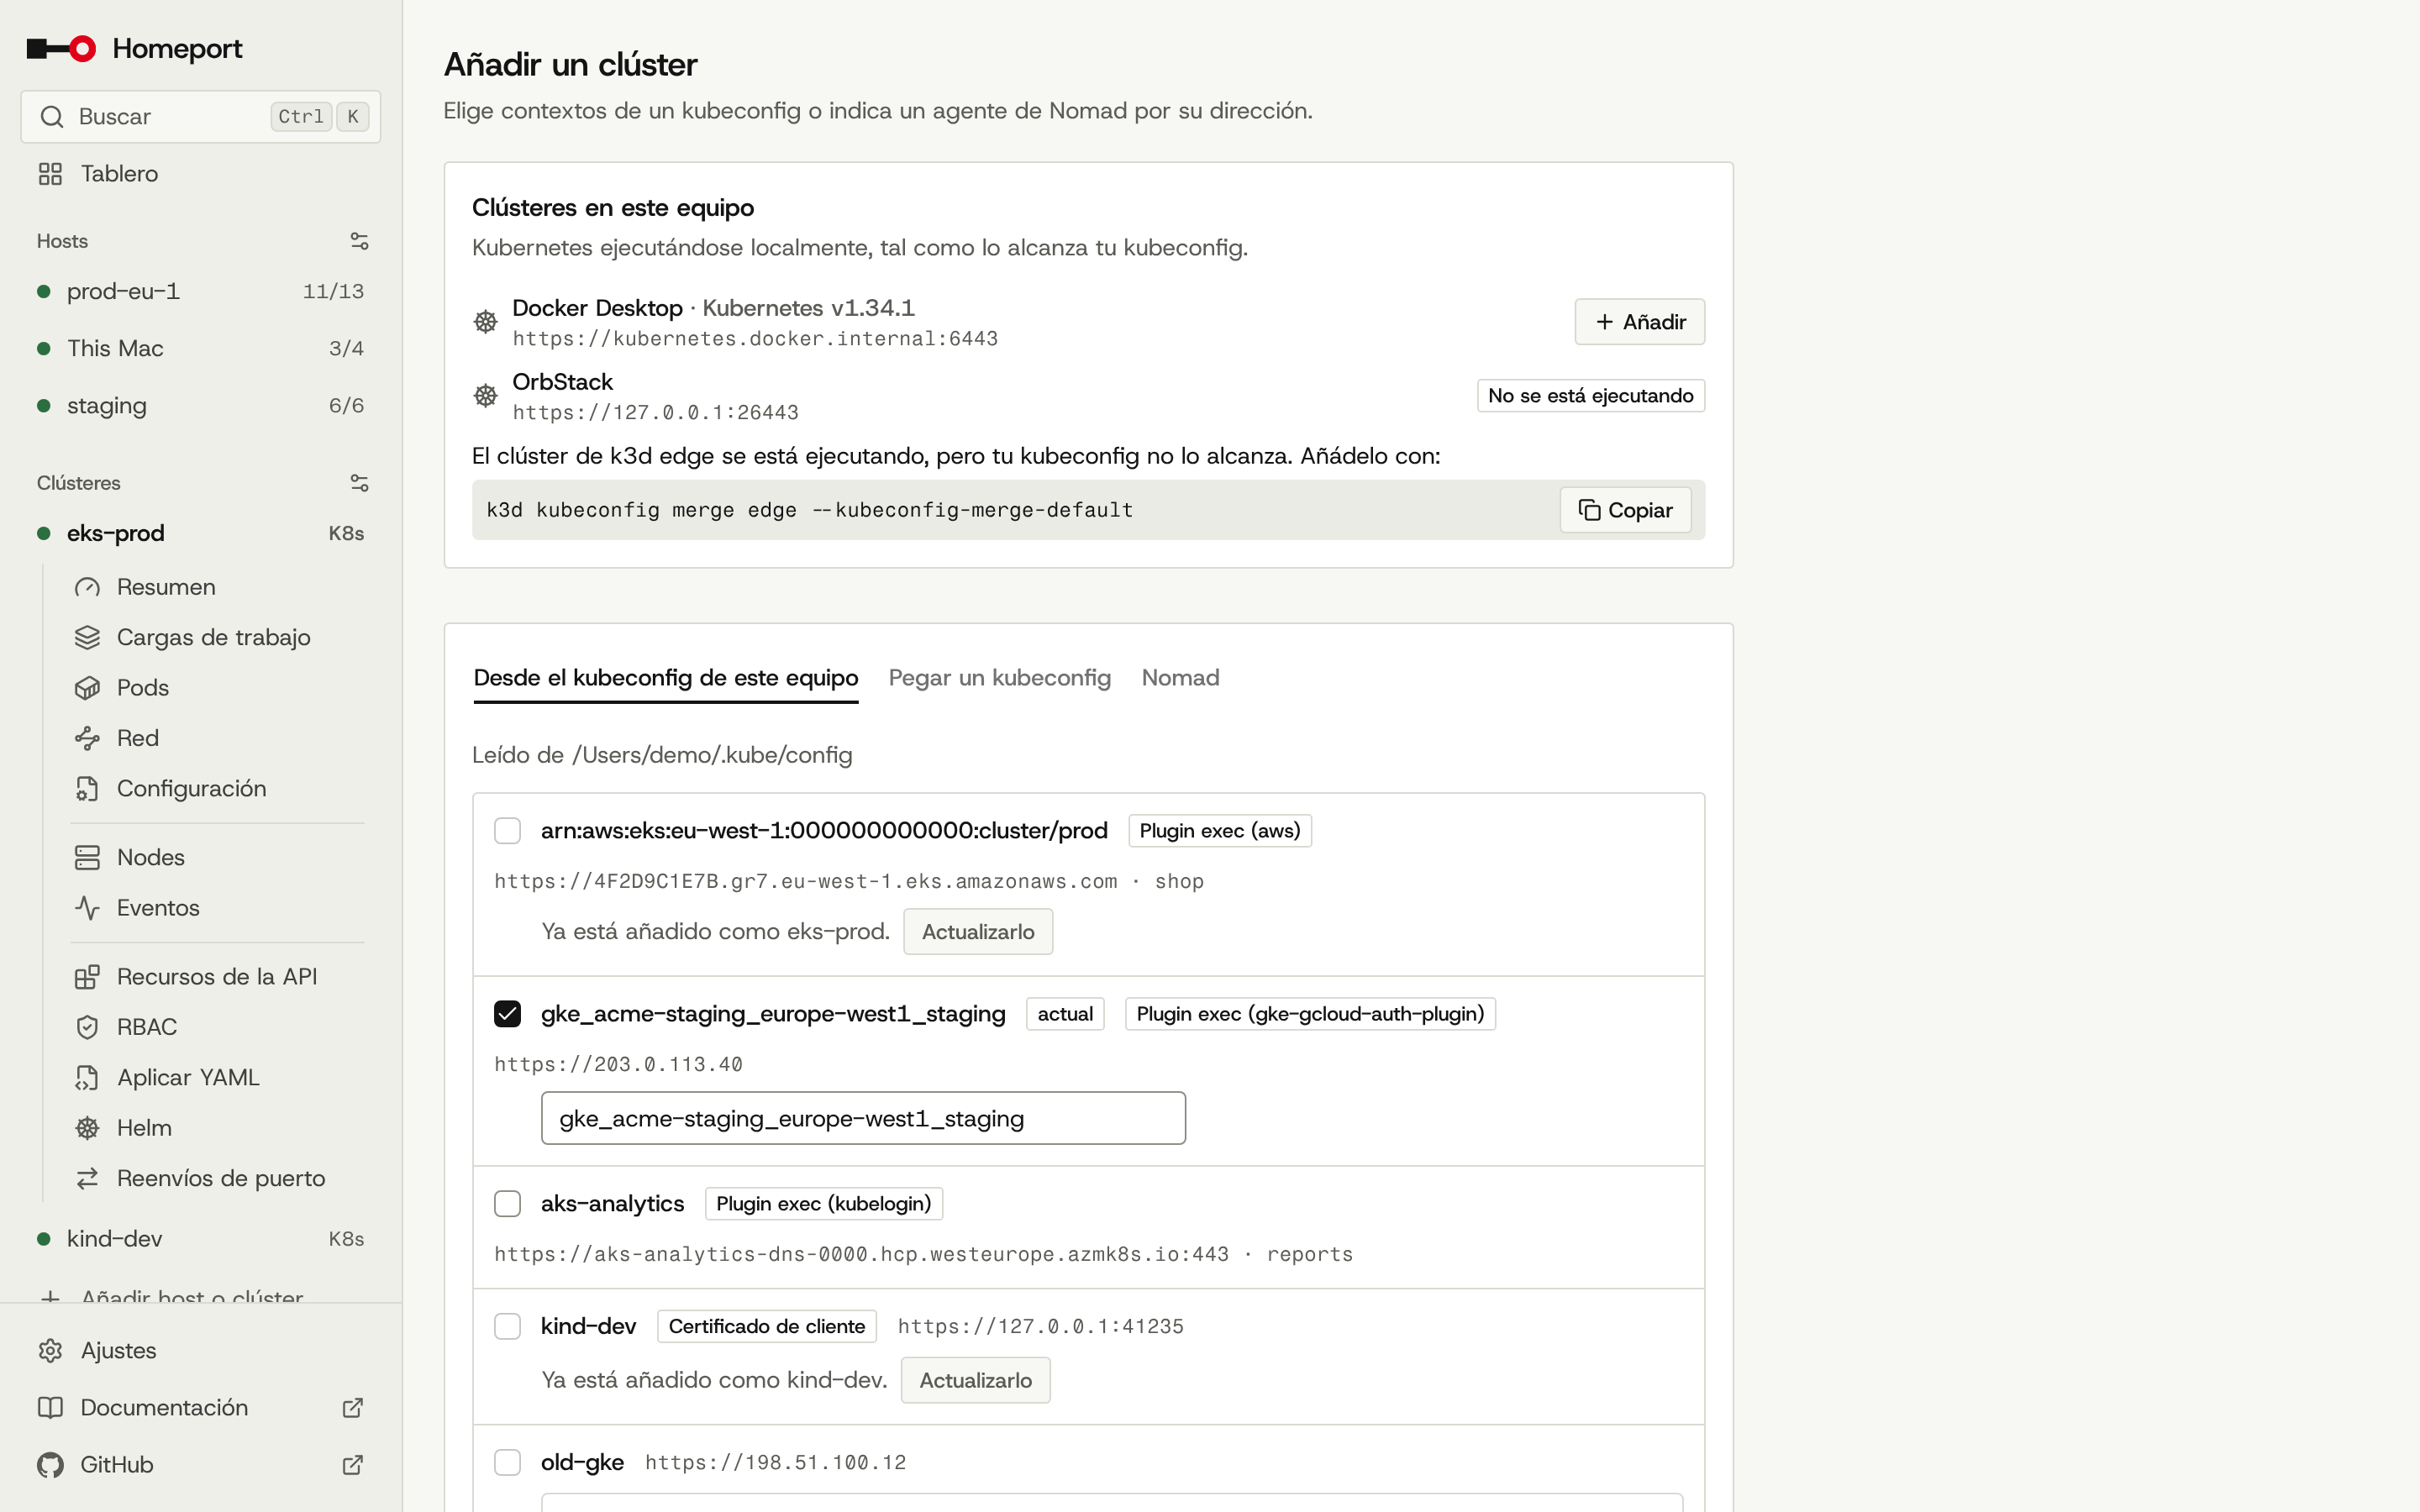 Homeport
Buscar Ctrl K
Tablero
Hosts
prod-eu-1 11/13
This Mac 3/4
staging 6/6
Clústeres
eks-prod K8s
Resumen
Cargas de trabajo
Pods
Red
Configuración
Nodes
Eventos
Recursos de la API
RBAC
Aplicar YAML
Helm
Reenvíos de puerto
kind-dev K8s
Añadir host o clúster
Ajustes
Documentación
GitHub
Añadir un clúster
Elige contextos de un kubeconfig o indica un agente de Nomad por su dirección.
Clústeres en este equipo
Kubernetes ejecutándose localmente, tal como lo alcanza tu kubeconfig.
Docker Desktop · Kubernetes v1.34.1
https://kubernetes.docker.internal:6443
Añadir
OrbStack
https://127.0.0.1:26443
No se está ejecutando
El clúster de k3d edge se está ejecutando, pero tu kubeconfig no lo alcanza. Añádelo con:
k3d kubeconfig merge edge --kubeconfig-merge-default
Copiar
Desde el kubeconfig de este equipo Pegar un kubeconfig Nomad
Leído de /Users/demo/.kube/config
arn:aws:eks:eu-west-1:000000000000:cluster/prod Plugin exec (aws)
https://4F2D9C1E7B.gr7.eu-west-1.eks.amazonaws.com · shop
Ya está añadido como eks-prod. Actualizarlo
gke_acme-staging_europe-west1_staging actual Plugin exec (gke-gcloud-auth-plugin)
https://203.0.113.40
gke_acme-staging_europe-west1_staging
aks-analytics Plugin exec (kubelogin)
https://aks-analytics-dns-0000.hcp.westeurope.azmk8s.io:443 · reports
kind-dev Certificado de cliente https://127.0.0.1:41235
Ya está añadido como kind-dev. Actualizarlo
old-gke https://198.51.100.12